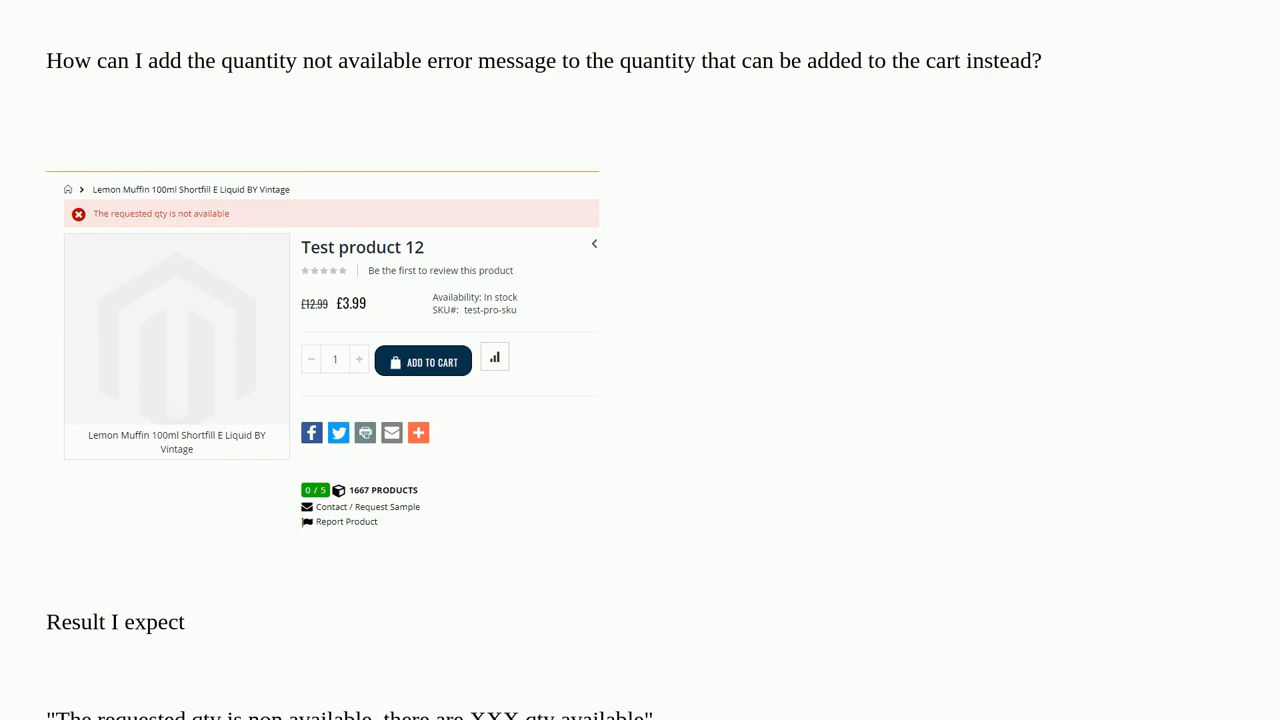 How can I add the quantity not available error message to the quantity that can be added to the cart instead?
Lemon Muffin 100ml Shortfill E Liquid BY Vintage
The requested qty is not available
Test product 12
Be the first to review this product
£12.99 £3.99
Availability: In stock
SKU#: test-pro-sku
1
ADD TO CART
Lemon Muffin 100ml Shortfill E Liquid BY
Vintage
0 / 5 1667 PRODUCTS
Contact / Request Sample
Report Product
Result I expect
"The requested qty is non available, there are XXX qty available"